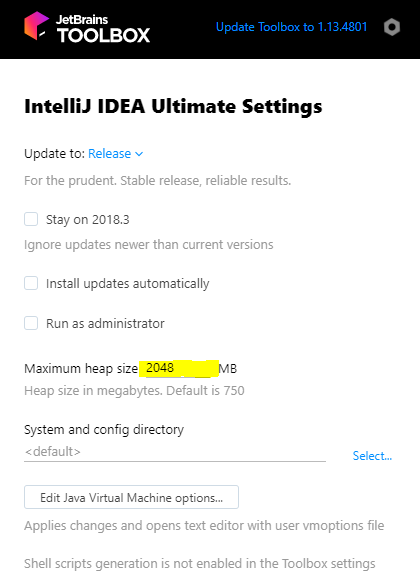 JetBrains
TOOLBOX
Update Toolbox to 1.13.4801
IntelliJ IDEA Ultimate Settings
Update to: Release
For the prudent. Stable release, reliable results.
Stay on 2018.3
Ignore updates newer than current versions
Install updates automatically
Run as administrator
Maximum heap size 2048 MB
Heap size in megabytes. Default is 750
System and config directory
<default>
Select...
Edit Java Virtual Machine options...
Applies changes and opens text editor with user vmoptions file
Shell scripts generation is not enabled in the Toolbox settings